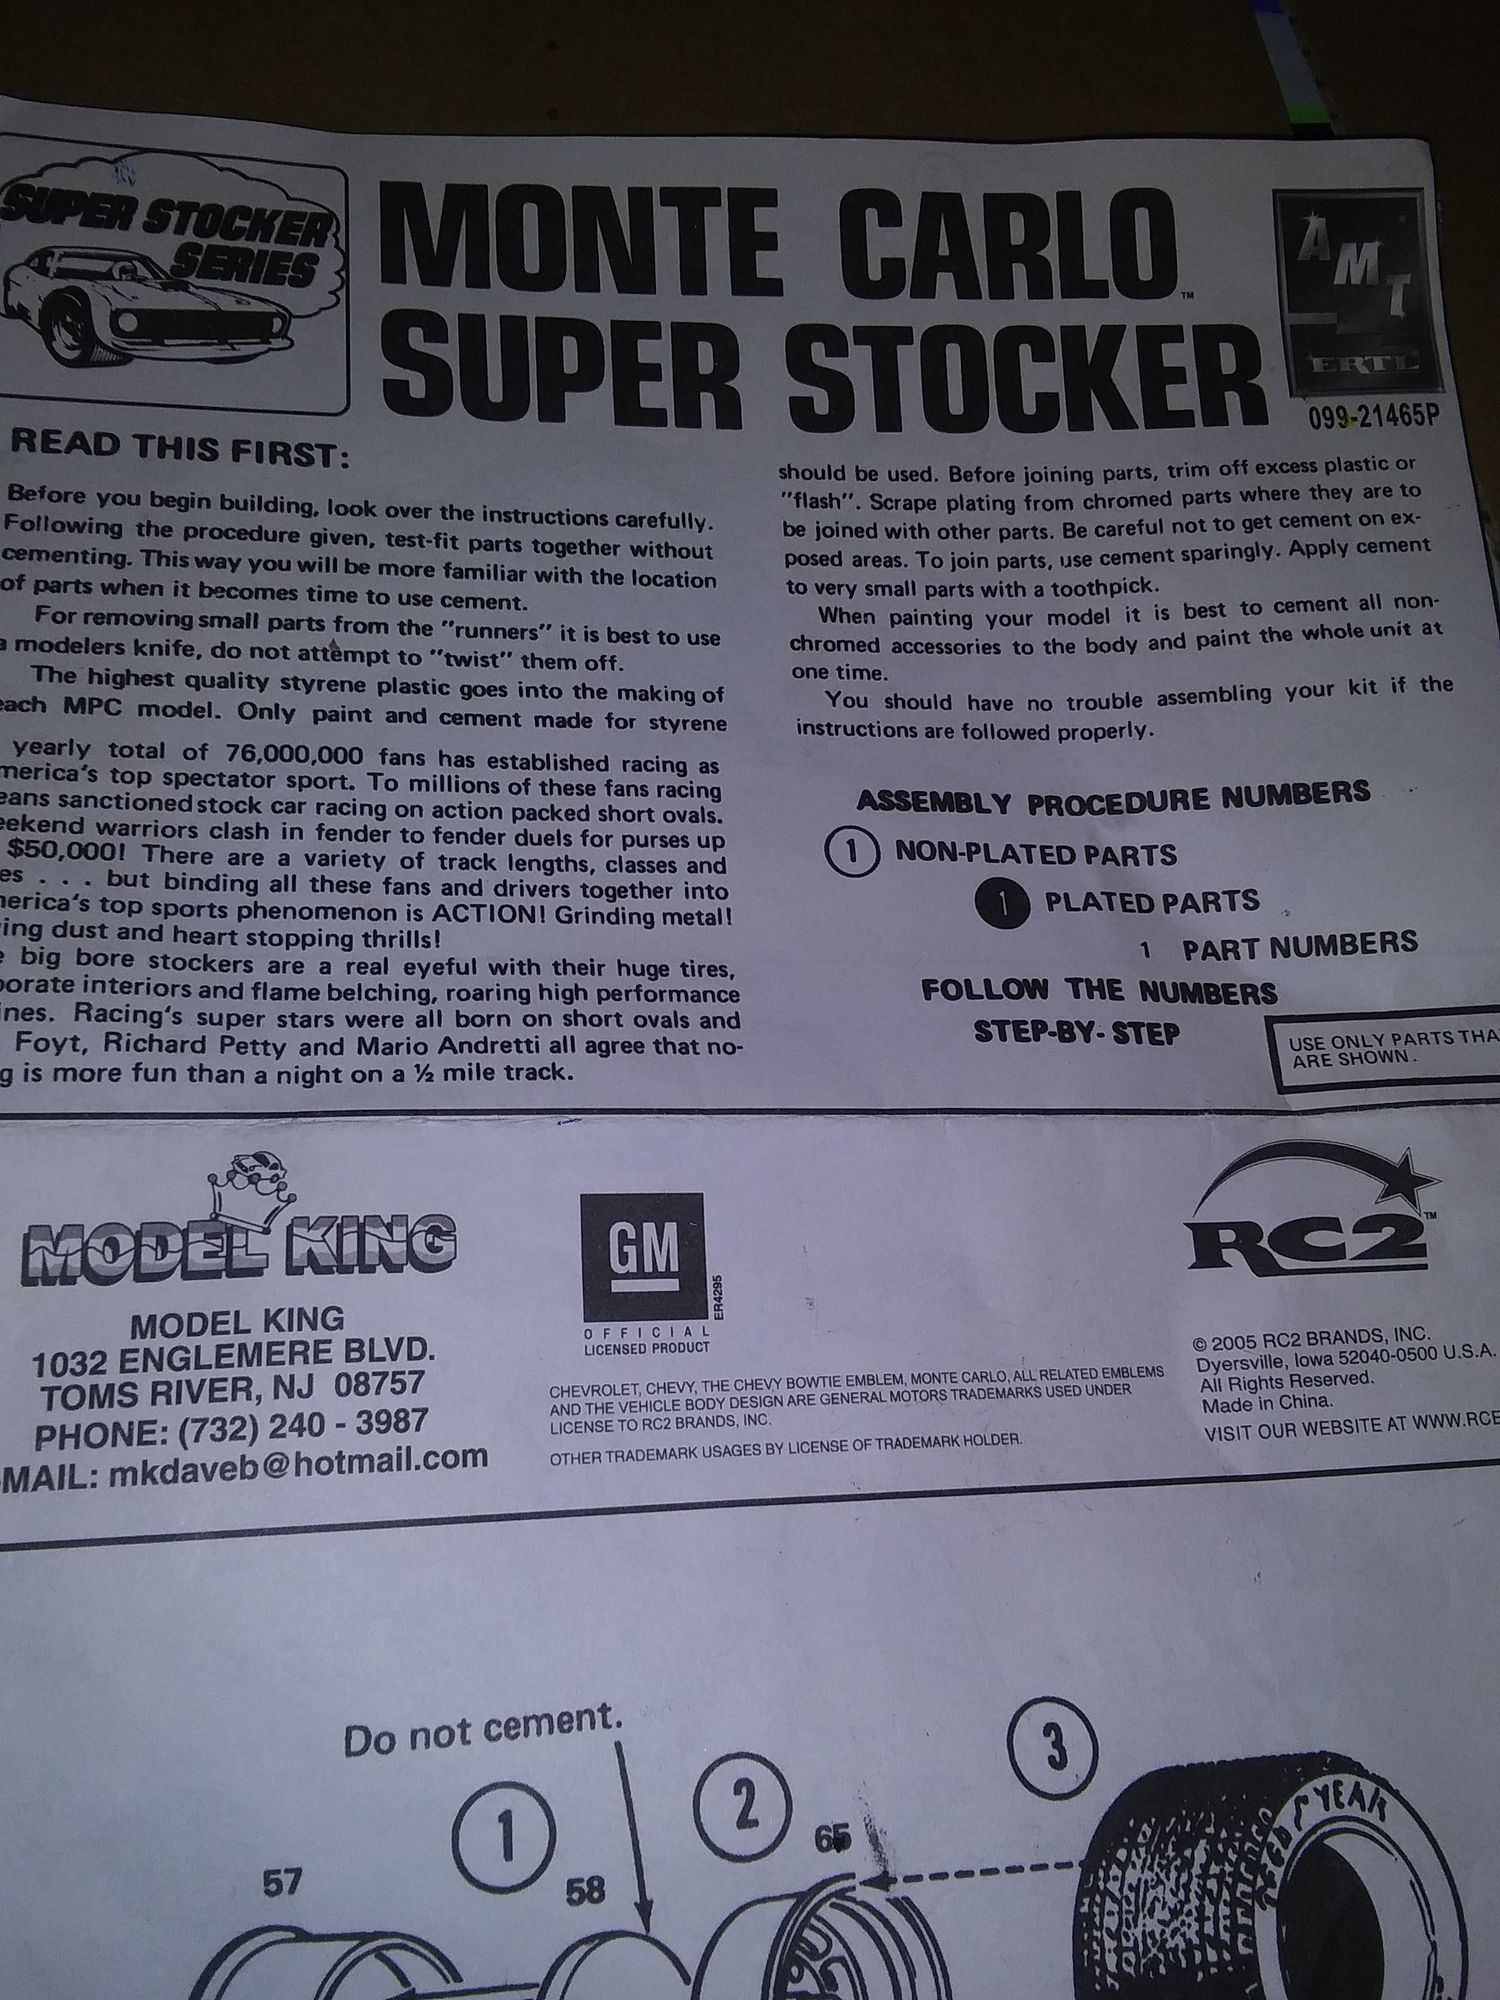 SUPER STOCKER
SERIES
MONTE CARLO™
SUPER STOCKER
AMT
ERTL
099-21465P
READ THIS FIRST:
Before you begin building, look over the instructions carefully.
Following the procedure given, test-fit parts together without
cementing. This way you will be more familiar with the location
of parts when it becomes time to use cement.
For removing small parts from the "runners" it is best to use
a modelers knife, do not attempt to "twist" them off.
The highest quality styrene plastic goes into the making of
each MPC model. Only paint and cement made for styrene
should be used. Before joining parts, trim off excess plastic or
"flash". Scrape plating from chromed parts where they are to
be joined with other parts. Be careful not to get cement on ex-
posed areas. To join parts, use cement sparingly. Apply cement
to very small parts with a toothpick.
When painting your model it is best to cement all non-
chromed accessories to the body and paint the whole unit at
one time.
You should have no trouble assembling your kit if the
instructions are followed properly.
yearly total of 76,000,000 fans has established racing as
merica's top spectator sport. To millions of these fans racing
eans sanctioned stock car racing on action packed short ovals.
eekend warriors clash in fender to fender duels for purses up
$50,000! There are a variety of track lengths, classes and
es . . . but binding all these fans and drivers together into
merica's top sports phenomenon is ACTION! Grinding metal!
ing dust and heart stopping thrills!
e big bore stockers are a real eyeful with their huge tires,
borate interiors and flame belching, roaring high performance
ines. Racing's super stars were all born on short ovals and
Foyt, Richard Petty and Mario Andretti all agree that no-
g is more fun than a night on a ½ mile track.
ASSEMBLY PROCEDURE NUMBERS
1 NON-PLATED PARTS
1 PLATED PARTS
1 PART NUMBERS
FOLLOW THE NUMBERS
STEP-BY-STEP
USE ONLY PARTS THA
ARE SHOWN.
MODEL KING
MODEL KING
1032 ENGLEMERE BLVD.
TOMS RIVER, NJ 08757
PHONE: (732) 240 - 3987
-MAIL: mkdaveb@hotmail.com
GM
ER4295
OFFICIAL
LICENSED PRODUCT
CHEVROLET, CHEVY, THE CHEVY BOWTIE EMBLEM, MONTE CARLO, ALL RELATED EMBLEMS
AND THE VEHICLE BODY DESIGN ARE GENERAL MOTORS TRADEMARKS USED UNDER
LICENSE TO RC2 BRANDS, INC.
OTHER TRADEMARK USAGES BY LICENSE OF TRADEMARK HOLDER.
RC2™
© 2005 RC2 BRANDS, INC.
Dyersville, Iowa 52040-0500 U.S.A.
All Rights Reserved.
Made in China.
VISIT OUR WEBSITE AT WWW.RCE
Do not cement.
1
2
3
57
58
65
YEAR